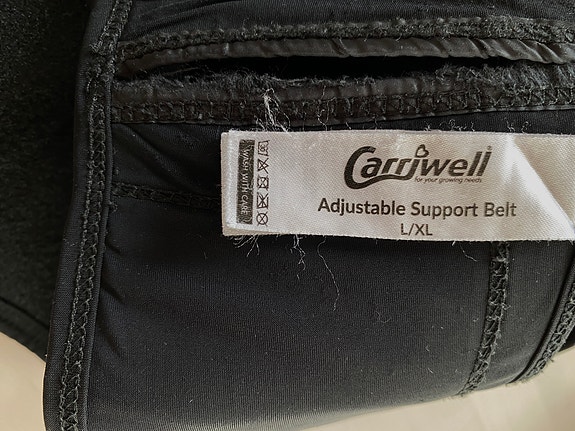 WASH WITH CARE
Carriwell®
for your growing needs
Adjustable Support Belt
L/XL